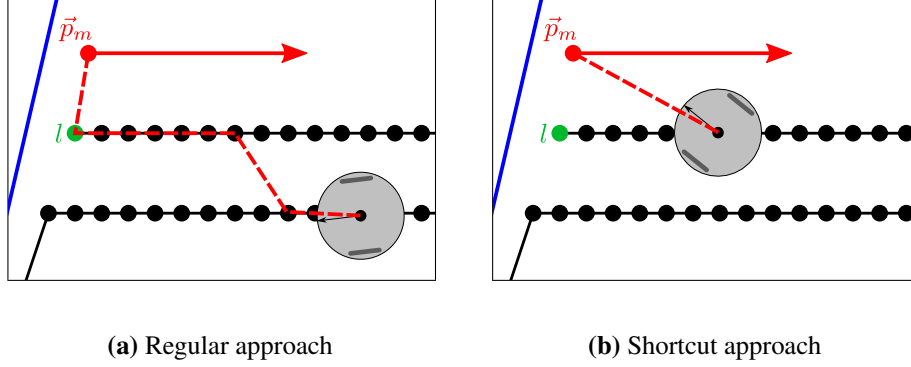 p⃗ₘ
l
p⃗ₘ
l
(a) Regular approach
(b) Shortcut approach